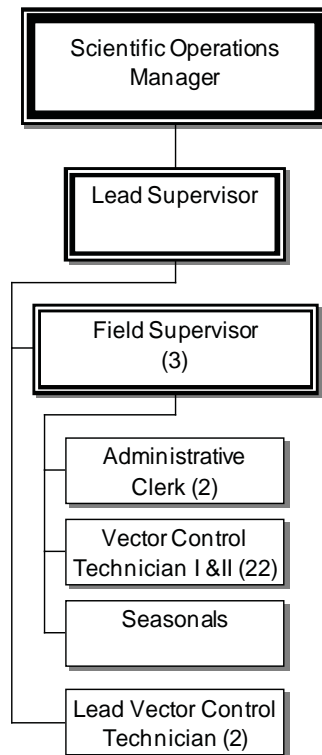 Scientific Operations
Manager
Lead Supervisor
Field Supervisor
(3)
Administrative
Clerk (2)
Vector Control
Technician I &II (22)
Seasonals
Lead Vector Control
Technician (2)